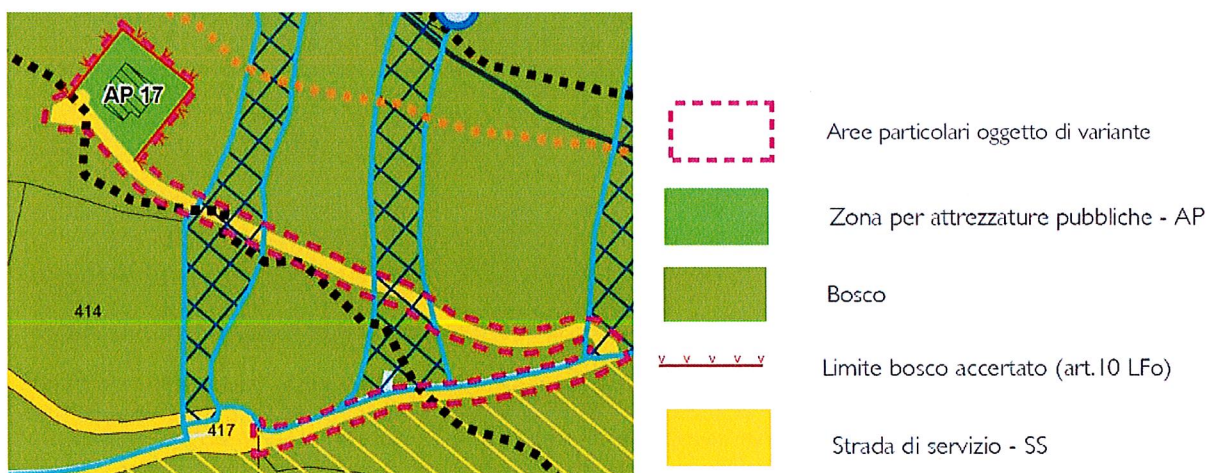 AP 17
414
417
Aree particolari oggetto di variante
Zona per attrezzature pubbliche - AP
Bosco
v v v v v
Limite bosco accertato (art.10 LFo)
Strada di servizio - SS